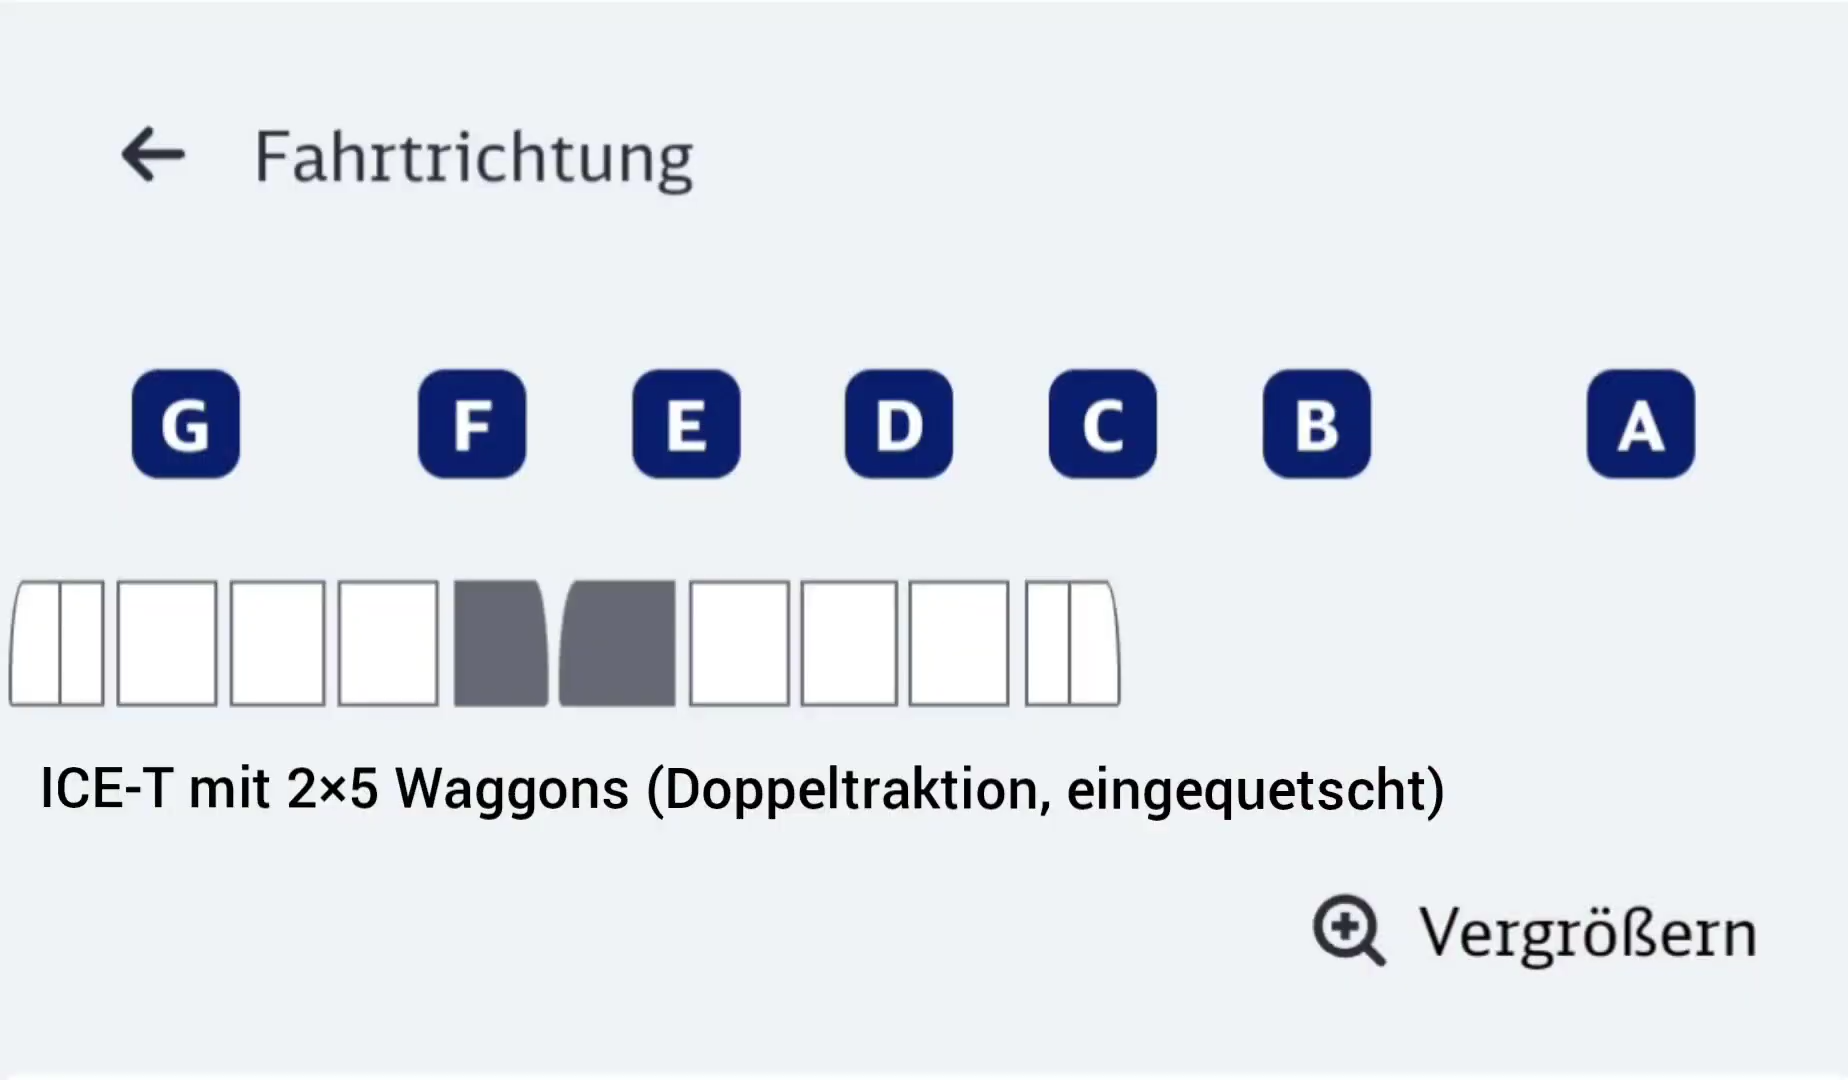 ← Fahrtrichtung
G F E D C B A
ICE-T mit 2×5 Waggons (Doppeltraktion, eingequetscht)
Vergrößern